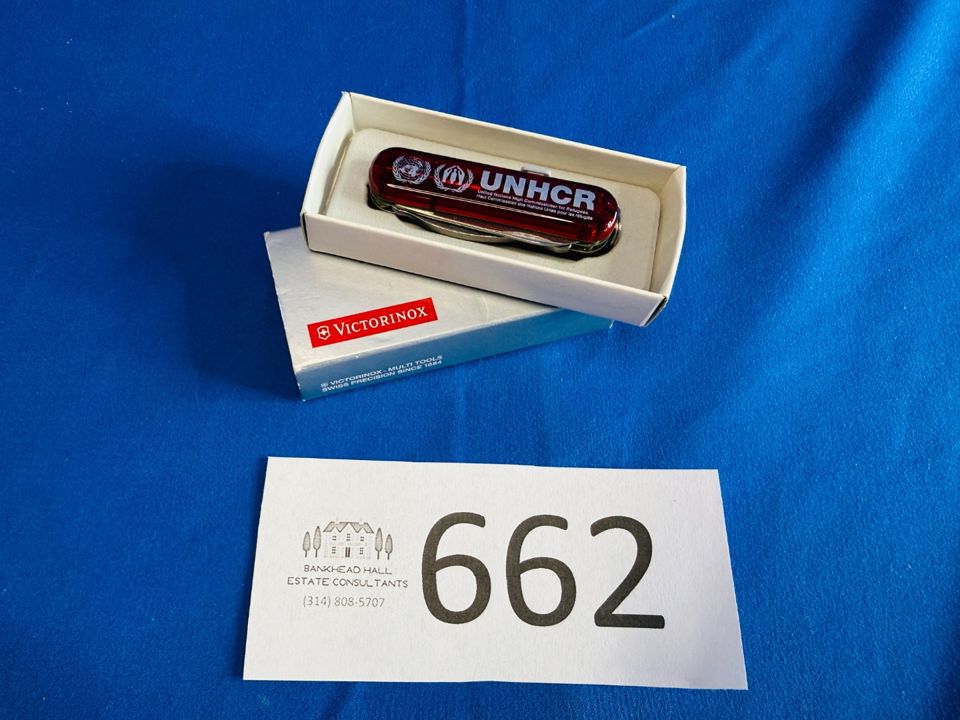 UNHCR
United Nations High Commissioner for Refugees
Haut Commissariat des Nations Unies pour les réfugiés
VICTORINOX
® VICTORINOX - MULTI TOOLS
SWISS PRECISION SINCE 1884
BANKHEAD HALL
ESTATE CONSULTANTS
(314) 808-5707
662